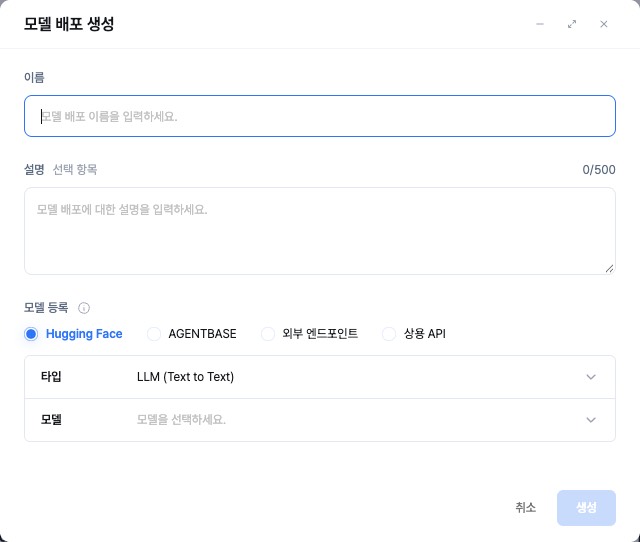 모델 배포 생성
이름
모델 배포 이름을 입력하세요.
설명 선택 항목 0/500
모델 배포에 대한 설명을 입력하세요.
모델 등록
Hugging Face AGENTBASE 외부 엔드포인트 상용 API
타입 LLM (Text to Text)
모델 모델을 선택하세요.
취소 생성